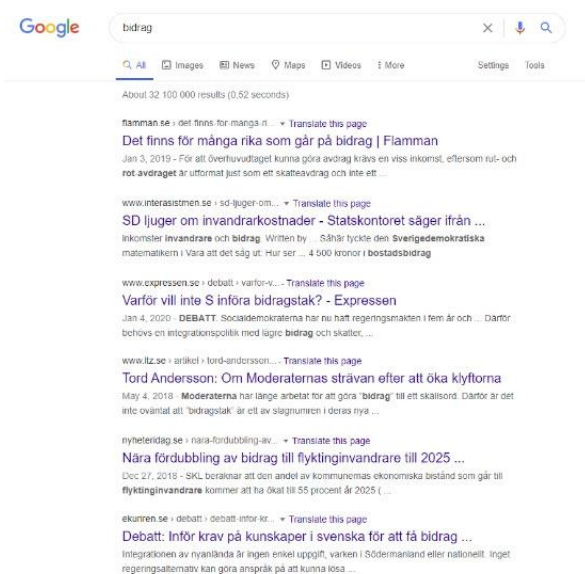 Google
bidrag
All Images News Maps Videos More Settings Tools
About 32 100 000 results (0,52 seconds)
flamman.se › det-finns-for-manga-d... Translate this page
Det finns för många rika som går på bidrag | Flamman
Jan 3, 2019 - För att överhuvudtaget kunna göra avdrag krävs en viss inkomst, eftersom rut- och
rot-avdraget är utformat just som ett skatteavdrag och inte ett ...
www.interasistmen.se › sd-ljuger-om... Translate this page
SD ljuger om invandrarkostnader - Statskontoret säger ifrån ...
Inkomster invandrare och bidrag. Written by ... Såhär tyckte den Sverigedemokratiska
matematikern i Vara att det såg ut. Hur ser ... 4 500 kronor i bostadsbidrag
www.expressen.se › debatt › varfor-v... Translate this page
Varför vill inte S införa bidragstak? - Expressen
Jan 4, 2020 - DEBATT. Socialdemokraterna har nu haft regeringsmakten i fem år och ... Därför
behövs en integrationspolitik med lägre bidrag och skatter, ...
www.ltz.se › artikel › tord-andersson... Translate this page
Tord Andersson: Om Moderaternas strävan efter att öka klyftorna
May 4, 2018 - Moderaterna har länge arbetat för att göra "bidrag" till ett skällsord. Därför är det
inte oväntat att "bidragstak" är ett av slagnumren i deras nya ...
nyheteridag.se › nara-fordubbling-av... Translate this page
Nära fördubbling av bidrag till flyktinginvandrare till 2025 ...
Dec 27, 2018 - SKL beräknar att den andel av kommunernas ekonomiska bistånd som går till
flyktinginvandrare kommer att ha ökat till 55 procent år 2025 ( ...
ekuriren.se › debatt › debatt-infor-kr... Translate this page
Debatt: Inför krav på kunskaper i svenska för att få bidrag ...
Integrationen av nyanlända är ingen enkel uppgift, varken i Södermanland eller nationellt. Inget
regeringsalternativ kan göra anspråk på att kunna lösa ...